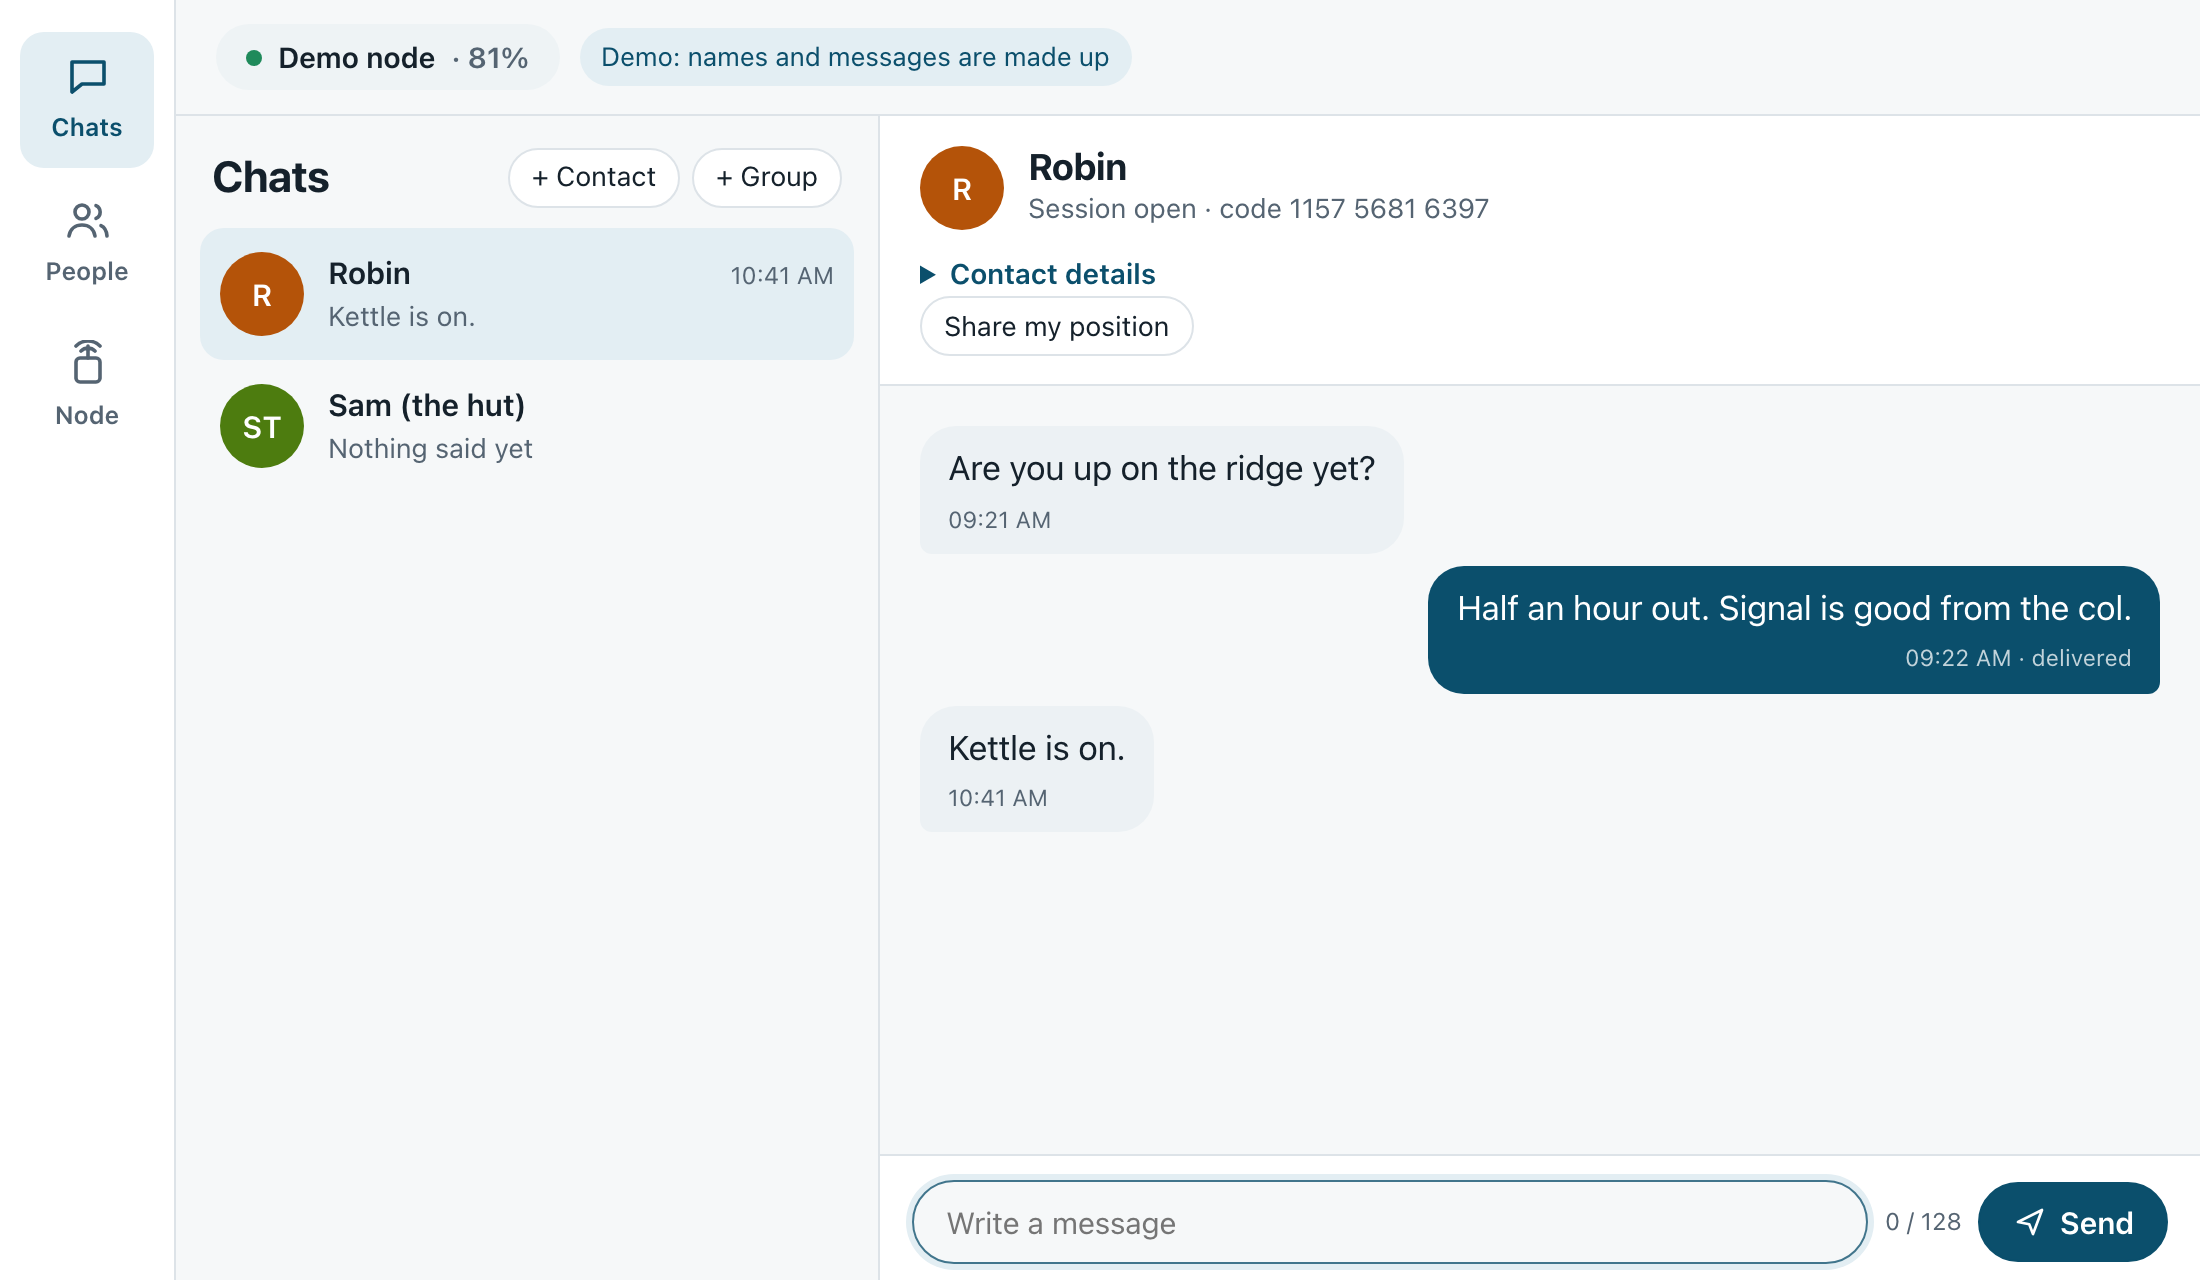 Chats
People
Node
Demo node · 81%
Demo: names and messages are made up
Chats
+ Contact
+ Group
R
Robin
10:41 AM
Kettle is on.
ST
Sam (the hut)
Nothing said yet
R
Robin
Session open · code 1157 5681 6397
Contact details
Share my position
Are you up on the ridge yet?
09:21 AM
Half an hour out. Signal is good from the col.
09:22 AM · delivered
Kettle is on.
10:41 AM
Write a message
0 / 128
Send